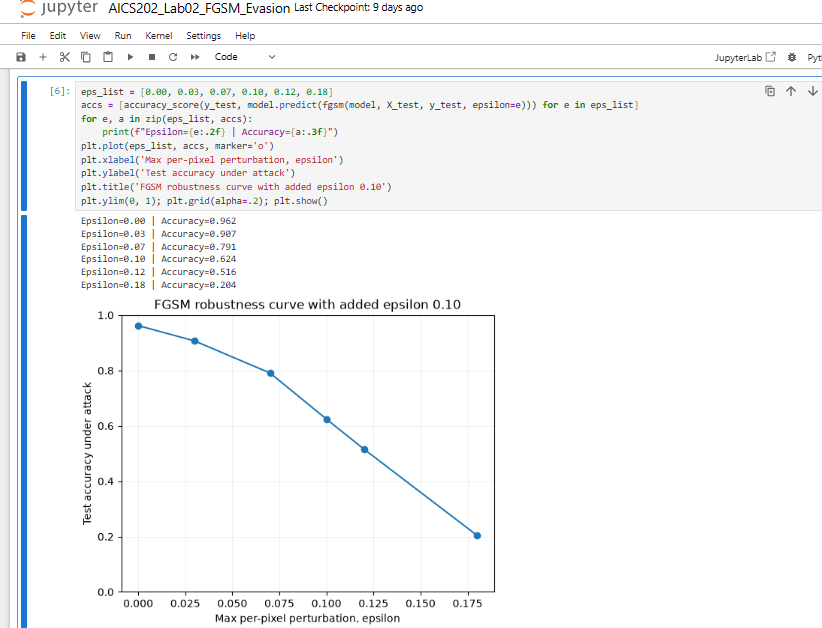 jupyter AICS202_Lab02_FGSM_Evasion Last Checkpoint: 9 days ago
File Edit View Run Kernel Settings Help
Code JupyterLab Pyt
[6]: eps_list = [0.00, 0.03, 0.07, 0.10, 0.12, 0.18]
accs = [accuracy_score(y_test, model.predict(fgsm(model, X_test, y_test, epsilon=e))) for e in eps_list]
for e, a in zip(eps_list, accs):
    print(f"Epsilon={e:.2f} | Accuracy={a:.3f}")
plt.plot(eps_list, accs, marker='o')
plt.xlabel('Max per-pixel perturbation, epsilon')
plt.ylabel('Test accuracy under attack')
plt.title('FGSM robustness curve with added epsilon 0.10')
plt.ylim(0, 1); plt.grid(alpha=.2); plt.show()
Epsilon=0.00 | Accuracy=0.962
Epsilon=0.03 | Accuracy=0.907
Epsilon=0.07 | Accuracy=0.791
Epsilon=0.10 | Accuracy=0.624
Epsilon=0.12 | Accuracy=0.516
Epsilon=0.18 | Accuracy=0.204
FGSM robustness curve with added epsilon 0.10
Test accuracy under attack
1.0
0.8
0.6
0.4
0.2
0.0
0.000 0.025 0.050 0.075 0.100 0.125 0.150 0.175
Max per-pixel perturbation, epsilon